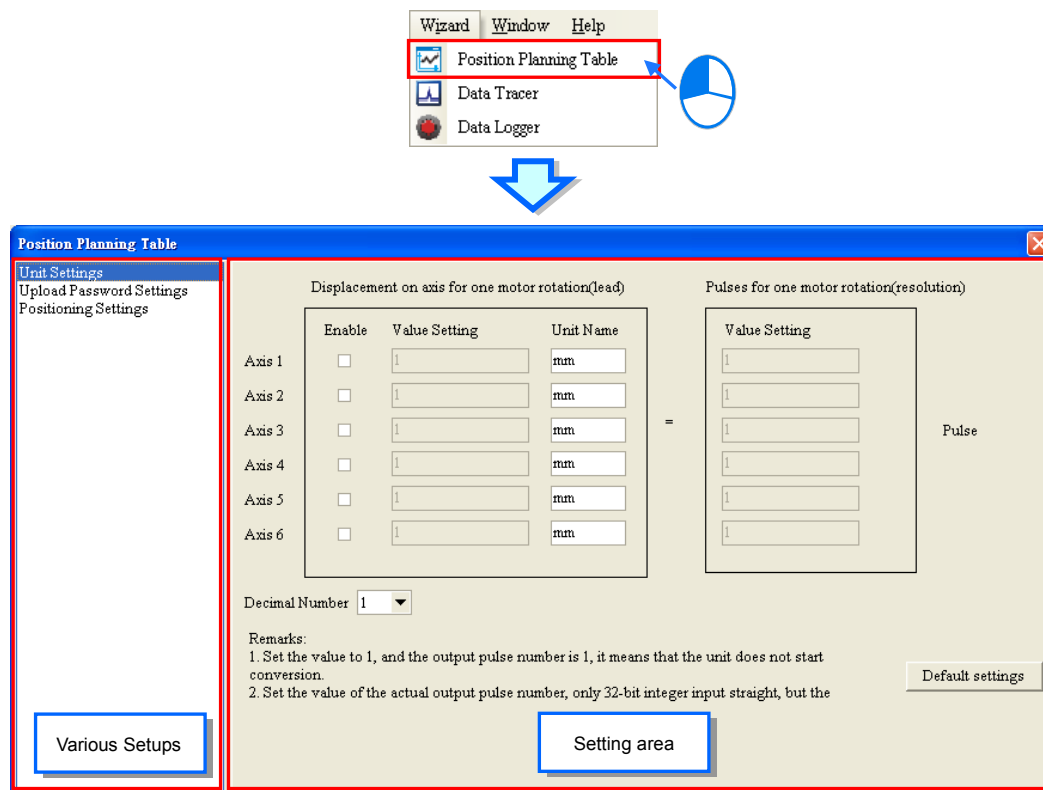 Wizard Window Help
Position Planning Table
Data Tracer
Data Logger
Position Planning Table
Unit Settings
Upload Password Settings
Positioning Settings
Displacement on axis for one motor rotation(lead) Pulses for one motor rotation(resolution)
Enable Value Setting Unit Name Value Setting
Axis 1 1 mm 1
Axis 2 1 mm 1
Axis 3 1 mm = 1 Pulse
Axis 4 1 mm 1
Axis 5 1 mm 1
Axis 6 1 mm 1
Decimal Number 1
Remarks:
1. Set the value to 1, and the output pulse number is 1, it means that the unit does not start
conversion.
2. Set the value of the actual output pulse number, only 32-bit integer input straight, but the
Default settings
Various Setups
Setting area